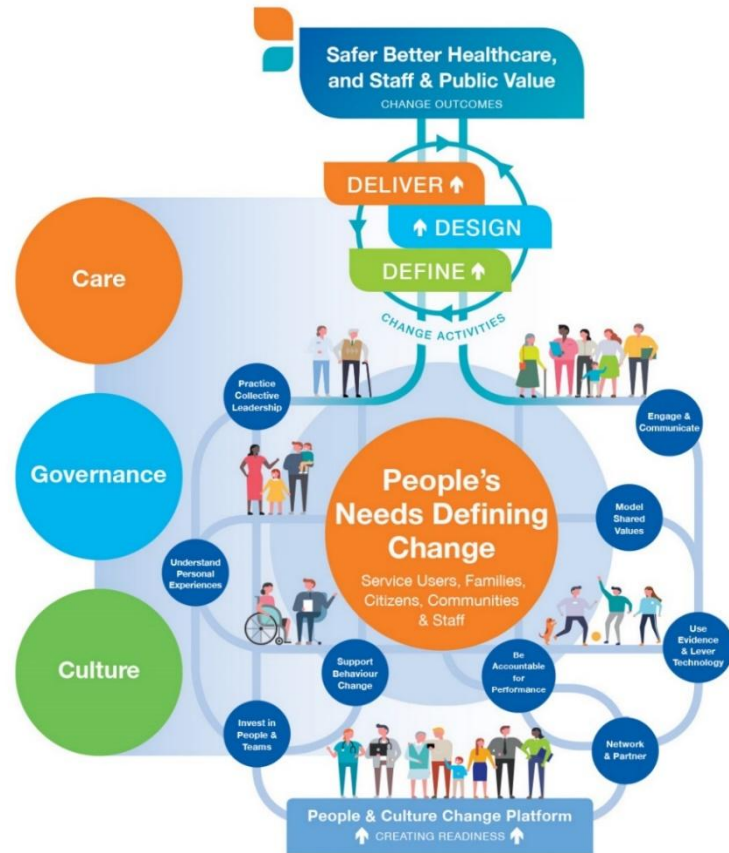 Safer Better Healthcare,
and Staff & Public Value
CHANGE OUTCOMES
DELIVER
DESIGN
DEFINE
CHANGE ACTIVITIES
Care
Governance
Culture
Practice
Collective
Leadership
Engage &
Communicate
People's
Needs Defining
Change
Service Users, Families,
Citizens, Communities
& Staff
Model
Shared
Values
Understand
Personal
Experiences
Support
Behaviour
Change
Be
Accountable
for
Performance
Use
Evidence
& Lever
Technology
Invest in
People &
Teams
Network
& Partner
People & Culture Change Platform
CREATING READINESS